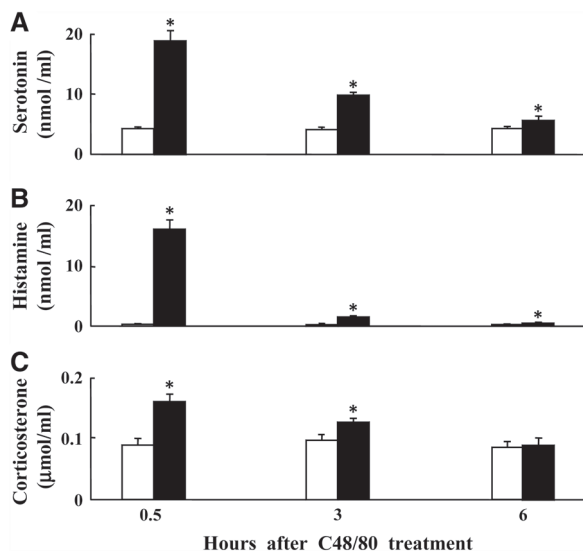 A
Serotonin
(nmol /ml)
20
10
0
*
*
*
B
Histamine
(nmol /ml)
20
10
0
*
*
*
C
Corticosterone
(μmol/ml)
0.2
0.1
0
*
*
0.5 3 6
Hours after C48/80 treatment